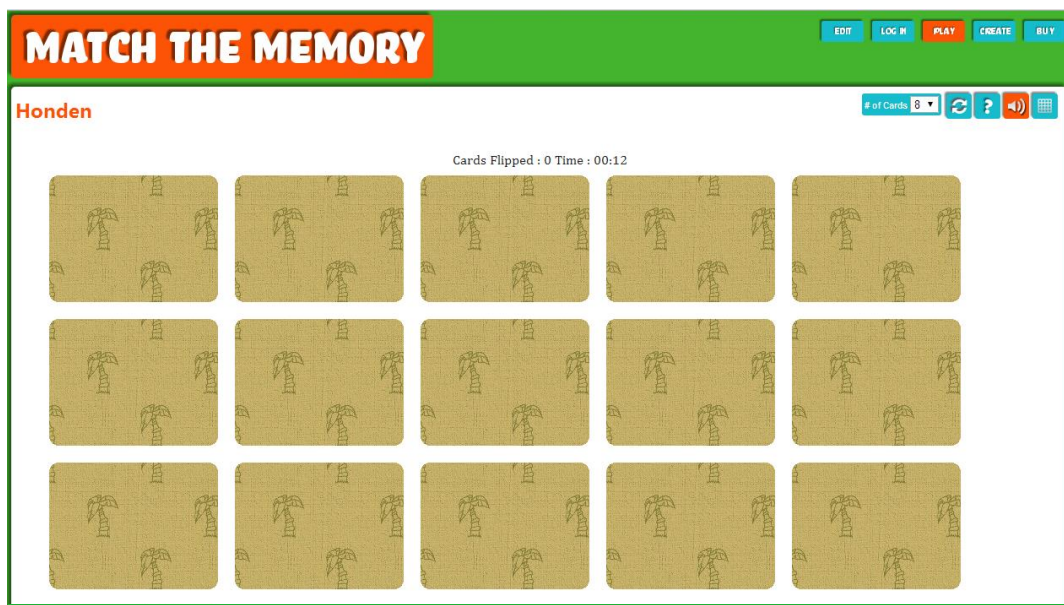 MATCH THE MEMORY
EDIT LOG IN PLAY CREATE BUY
Honden
# of Cards 8
?
Cards Flipped : 0 Time : 00:12